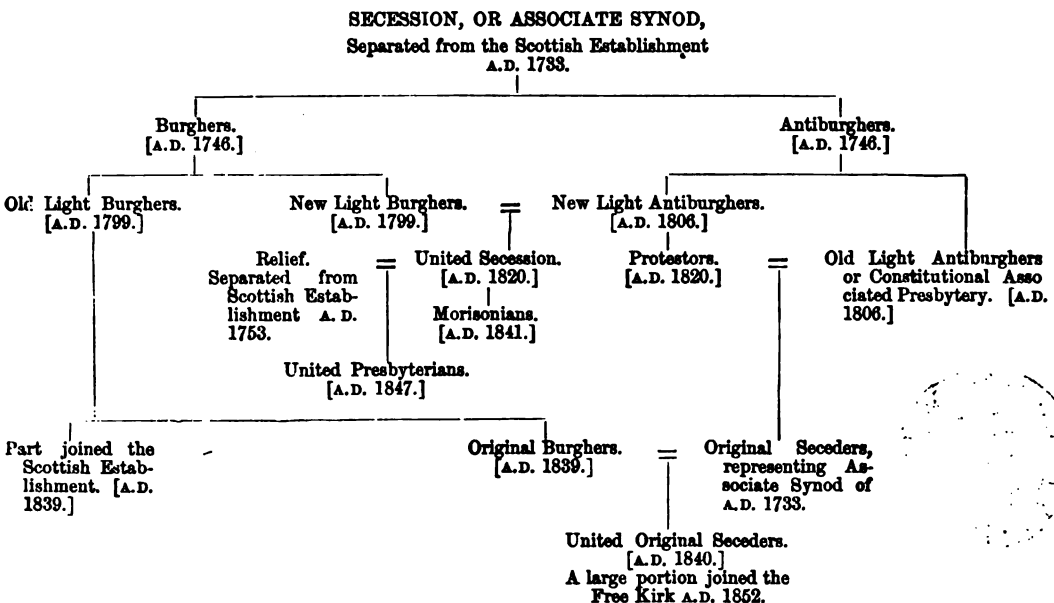 SECESSION, OR ASSOCIATE SYNOD,
Separated from the Scottish Establishment
A.D. 1733.
Burghers.
[A.D. 1746.]
Antiburghers.
[A.D. 1746.]
Old Light Burghers.
[A.D. 1799.]
New Light Burghers.
[A.D. 1799.]
=
New Light Antiburghers.
[A.D. 1806.]
Relief.
Separated from
Scottish Estab-
lishment A. D.
1753.
=
United Secession.
[A.D. 1820.]
Morisonians.
[A.D. 1841.]
Protestors.
[A.D. 1820.]
=
Old Light Antiburghers
or Constitutional Asso
ciated Presbytery. [A.D.
1806.]
United Presbyterians.
[A.D. 1847.]
Part joined the
Scottish Estab-
lishment. [A.D.
1839.]
Original Burghers.
[A.D. 1839.]
=
Original Seceders,
representing As-
sociate Synod of
A.D. 1733.
United Original Seceders.
[A.D. 1840.]
A large portion joined the
Free Kirk A.D. 1852.